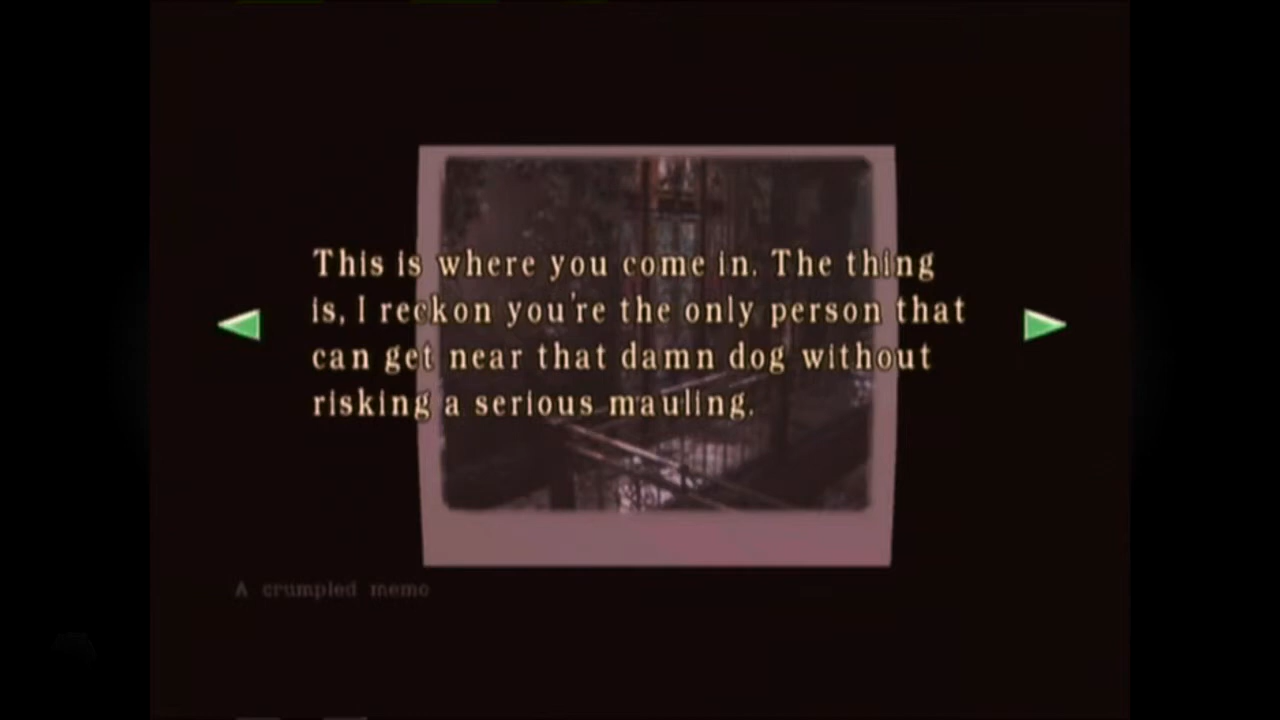 This is where you come in. The thing
is, I reckon you're the only person that
can get near that damn dog without
risking a serious mauling.
A crumpled memo